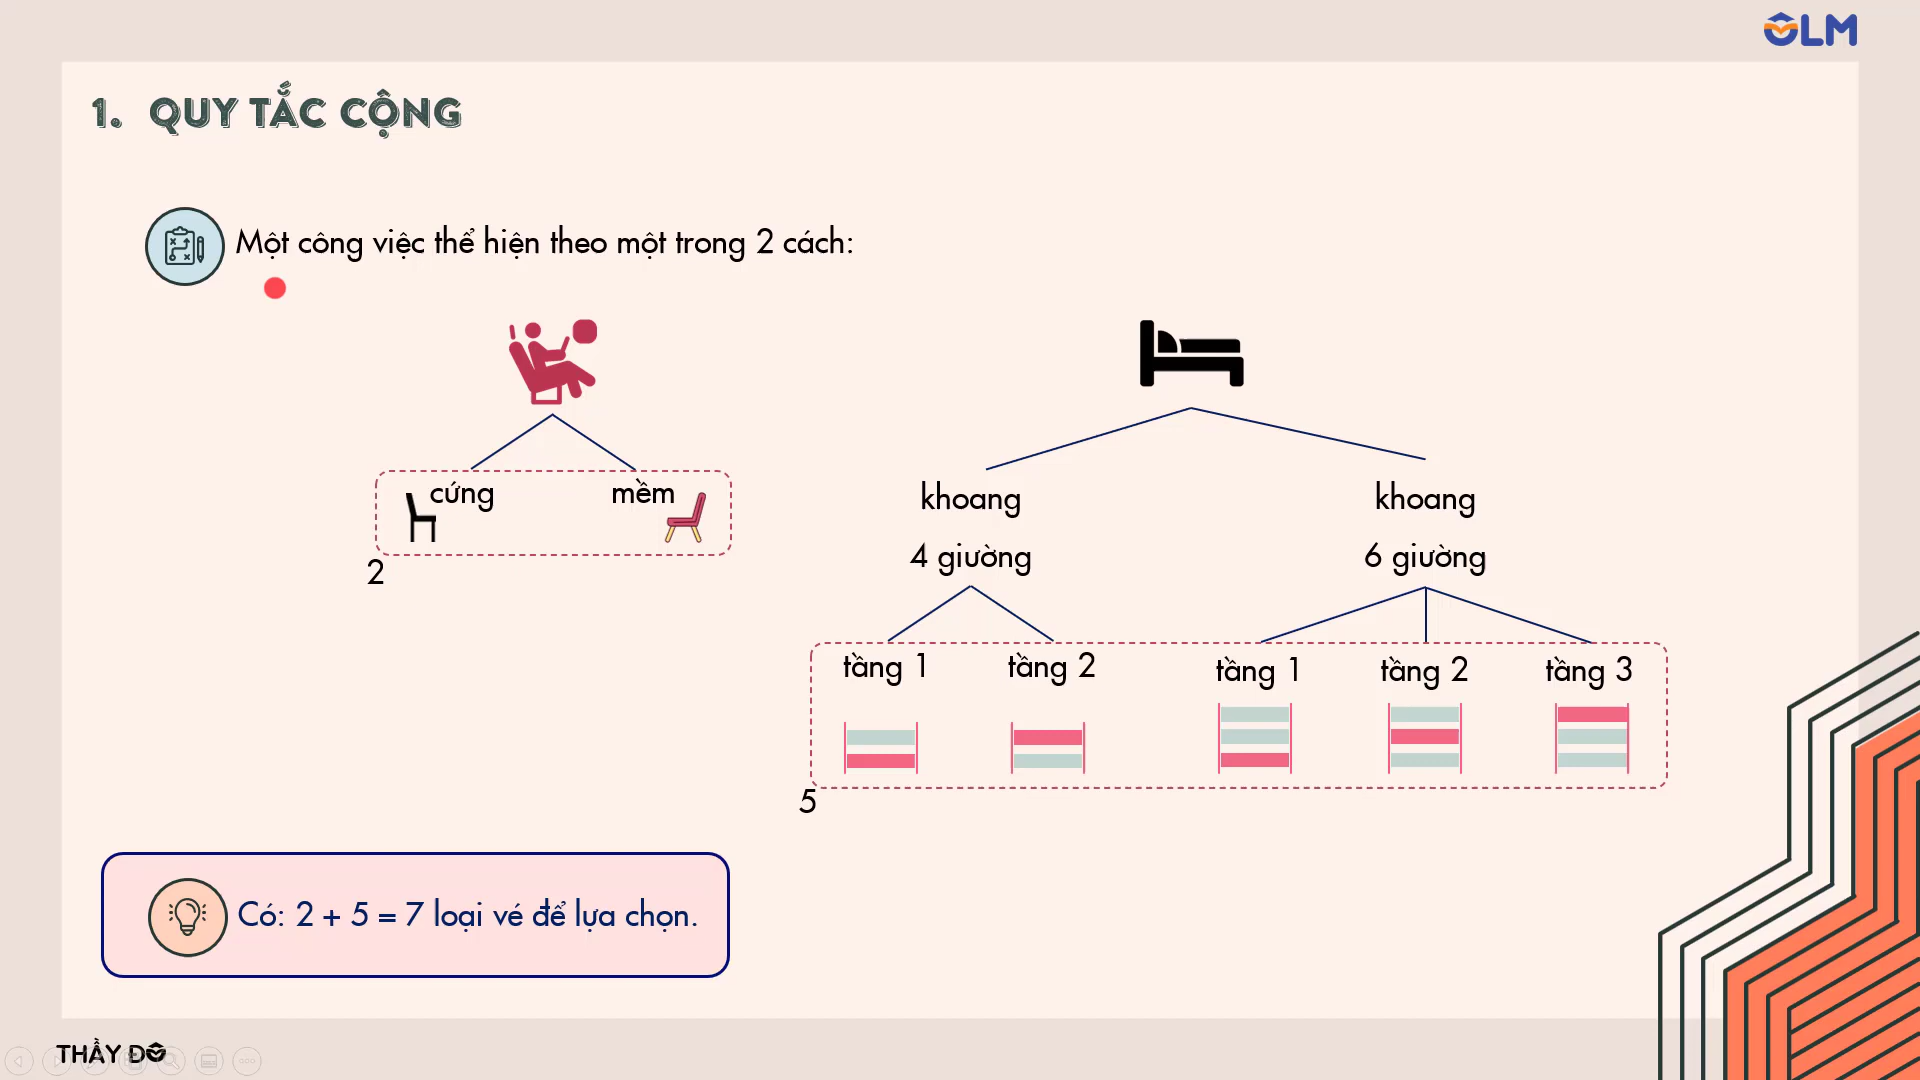 OLM
1. QUY TẮC CỘNG
Một công việc thể hiện theo một trong 2 cách:
cứng
mềm
2
khoang
4 giường
khoang
6 giường
tầng 1
tầng 2
tầng 1
tầng 2
tầng 3
5
Có: 2 + 5 = 7 loại vé để lựa chọn.
THẦY DO